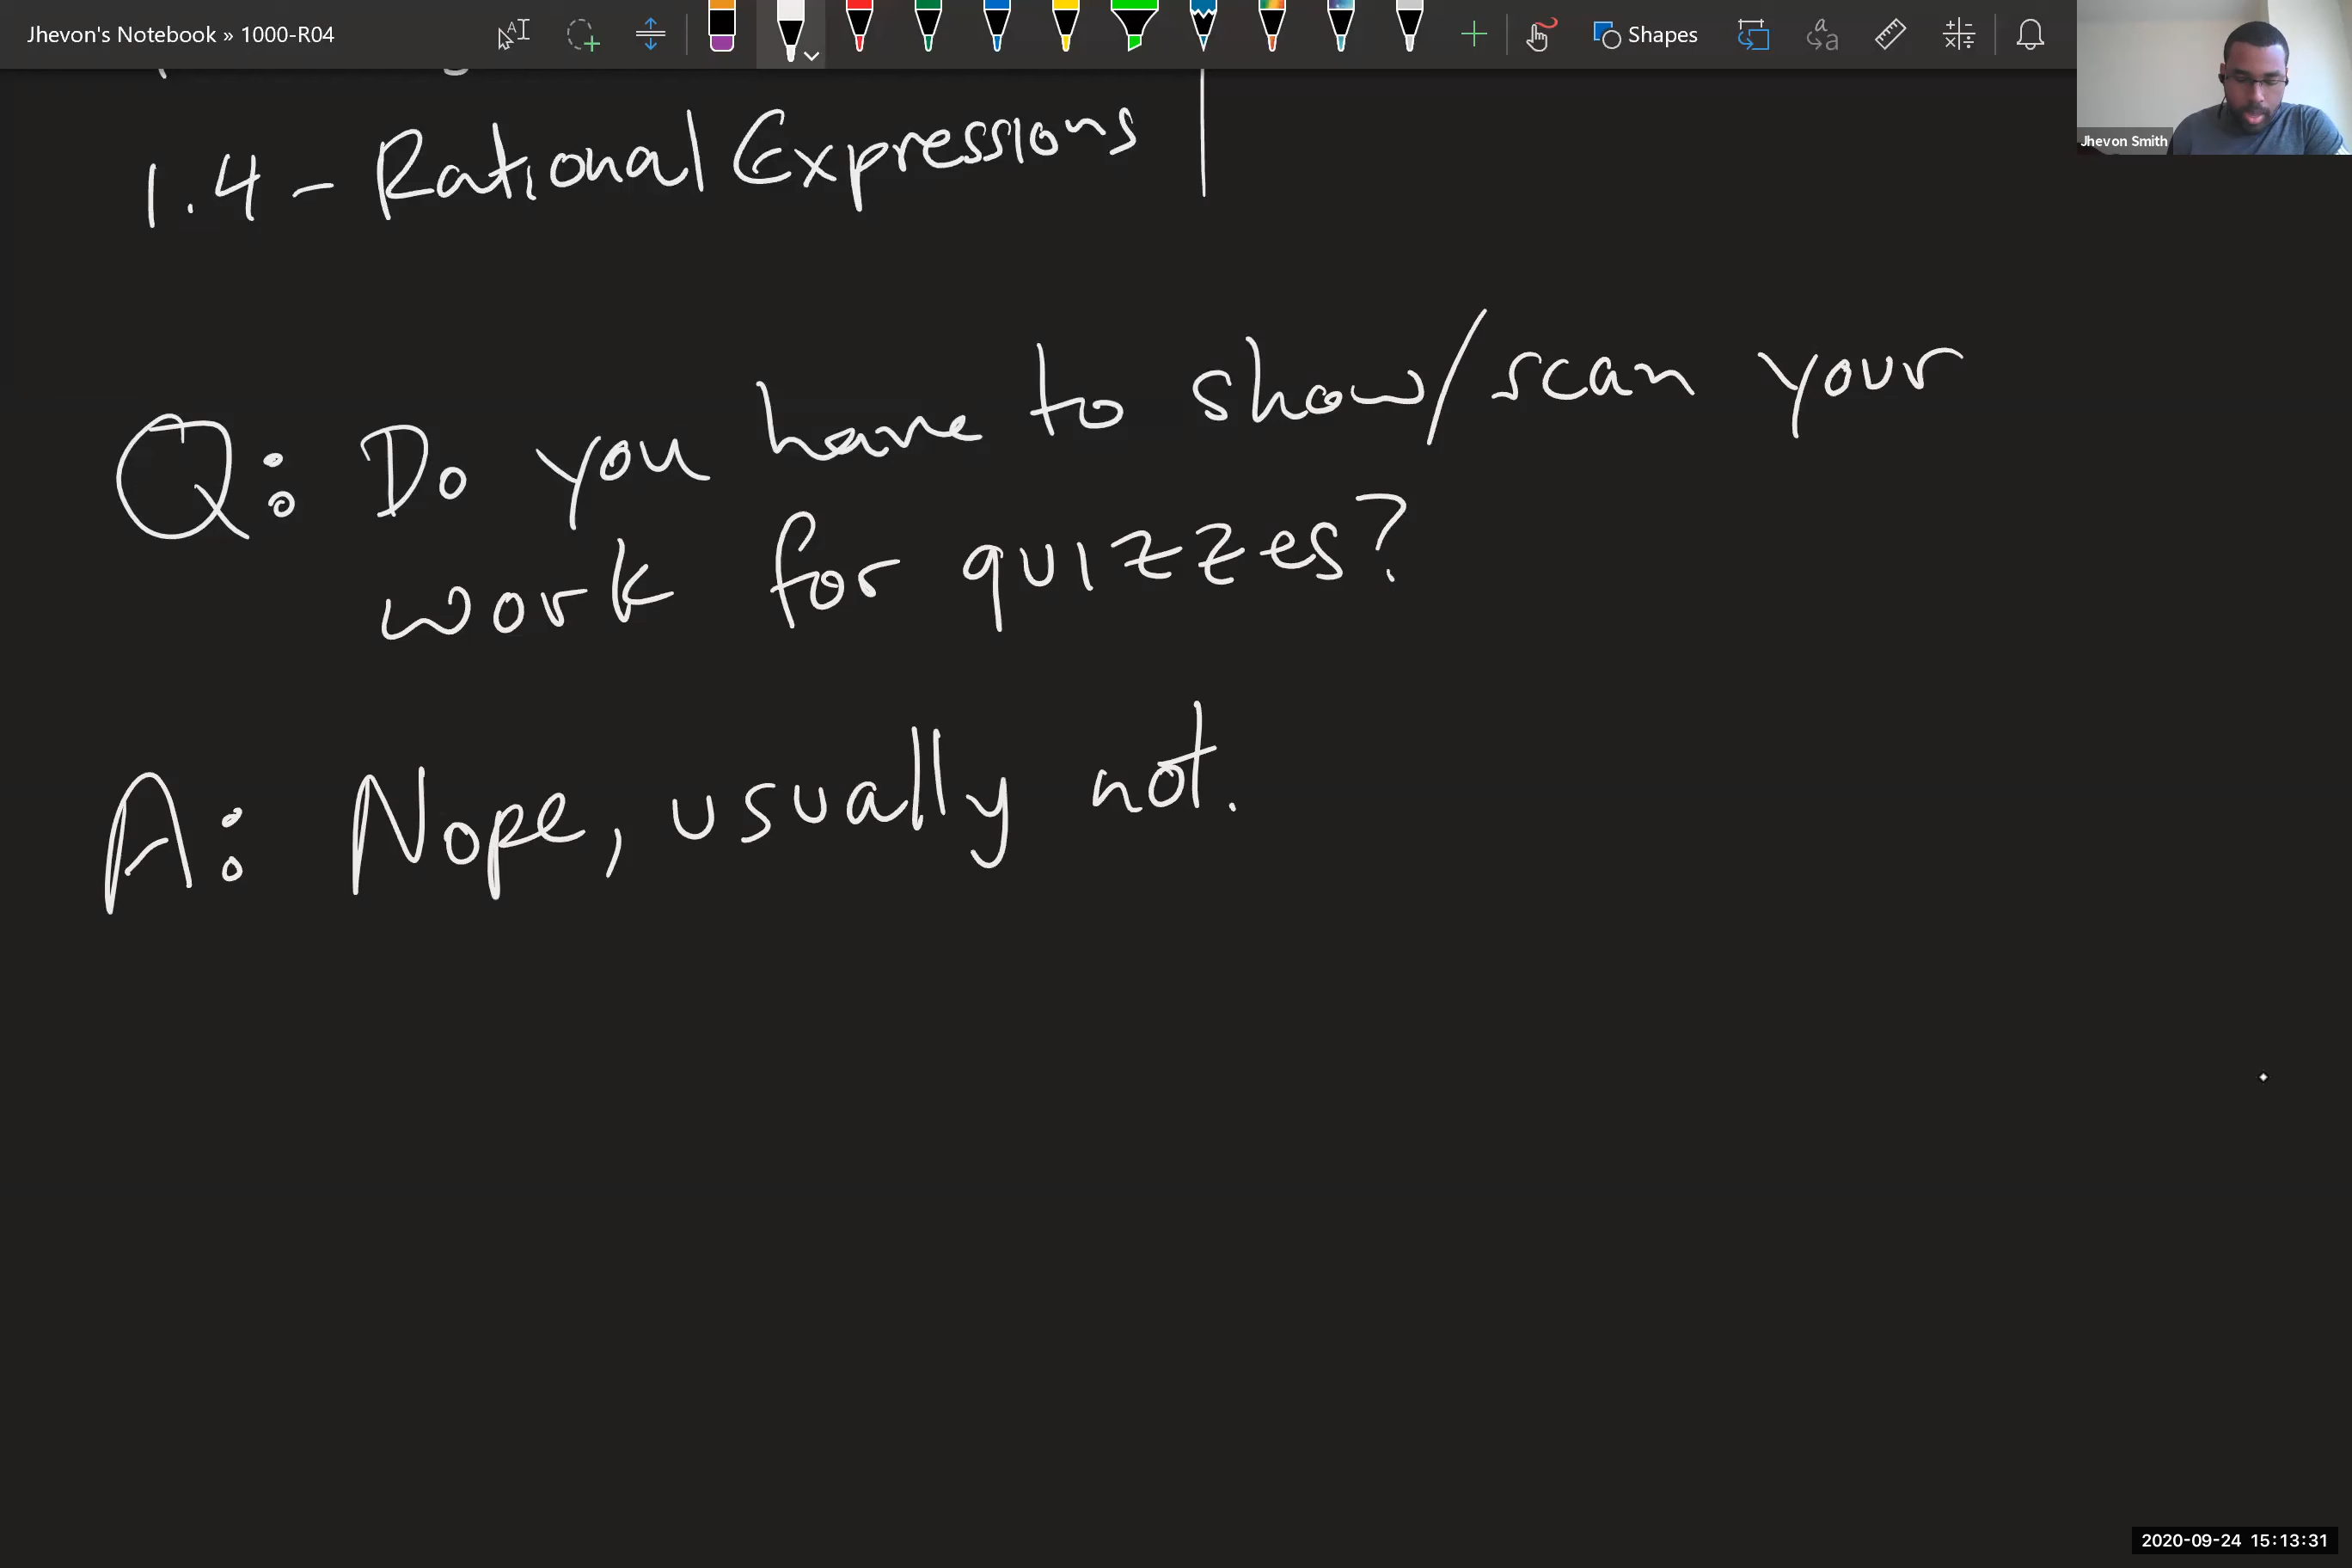 Jhevon's Notebook » 1000-R04
Shapes
Jhevon Smith
1.4 - Rational Expressions
Q: Do you have to show/scan your
work for quizzes?
A: Nope, usually not.
2020-09-24 15:13:31